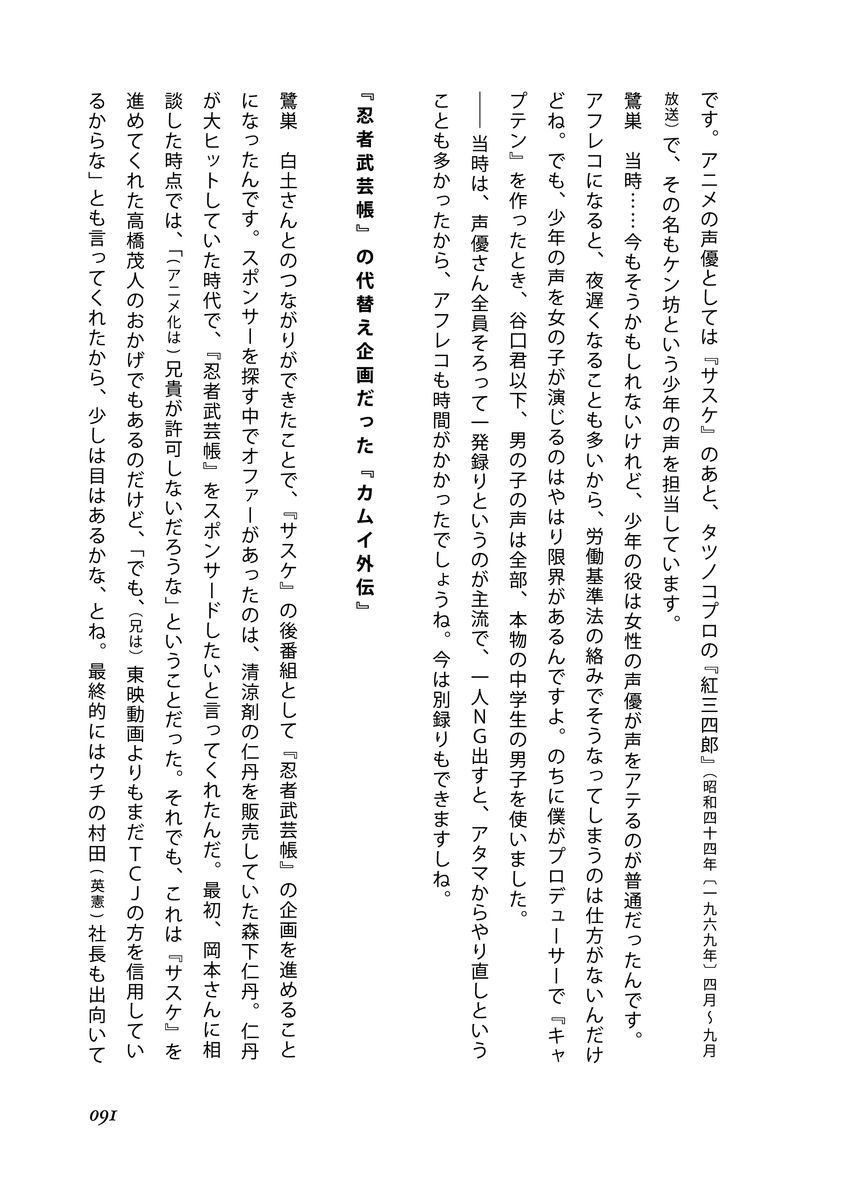 です。アニメの声優としては『サスケ』のあと、タツノコプロの『紅三四郎』（昭和四十四年〔一九六九年〕四月～九月
放送）で、その名もケン坊という少年の声を担当しています。
鷺巣　当時……今もそうかもしれないけれど、少年の役は女性の声優が声をアテるのが普通だったんです。
アフレコになると、夜遅くなることも多いから、労働基準法の絡みでそうなってしまうのは仕方がないんだけ
どね。でも、少年の声を女の子が演じるのはやはり限界があるんですよ。のちに僕がプロデューサーで『キャ
プテン』を作ったとき、谷口君以下、男の子の声は全部、本物の中学生の男子を使いました。
――当時は、声優さん全員そろって一発録りというのが主流で、一人ＮＧ出すと、アタマからやり直しという
ことも多かったから、アフレコも時間がかかったでしょうね。今は別録りもできますしね。
『忍者武芸帳』の代替え企画だった『カムイ外伝』
鷺巣　白土さんとのつながりができたことで、『サスケ』の後番組として『忍者武芸帳』の企画を進めること
になったんです。スポンサーを探す中でオファーがあったのは、清涼剤の仁丹を販売していた森下仁丹。仁丹
が大ヒットしていた時代で、『忍者武芸帳』をスポンサードしたいと言ってくれたんだ。最初、岡本さんに相
談した時点では、「（アニメ化は）兄貴が許可しないだろうな」ということだった。それでも、これは『サスケ』を
進めてくれた高橋茂人のおかげでもあるのだけど、「でも、（兄は）東映動画よりもまだＴＣＪの方を信用してい
るからな」とも言ってくれたから、少しは目はあるかな、とね。最終的にはウチの村田（英憲）社長も出向いて
091